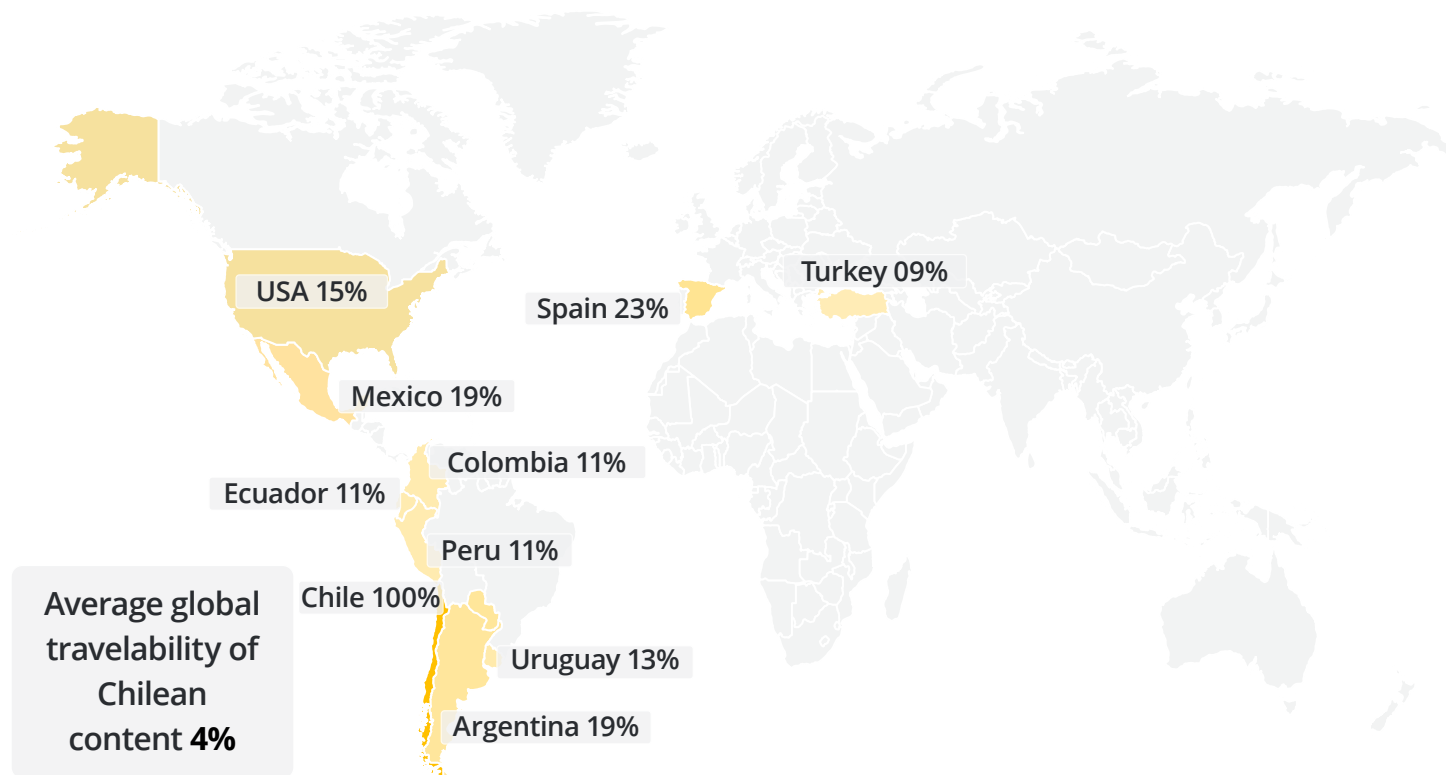 Turkey 09%
USA 15%
Spain 23%
Mexico 19%
Colombia 11%
Ecuador 11%
Peru 11%
Chile 100%
Uruguay 13%
Argentina 19%
Average global
travelability of
Chilean
content 4%